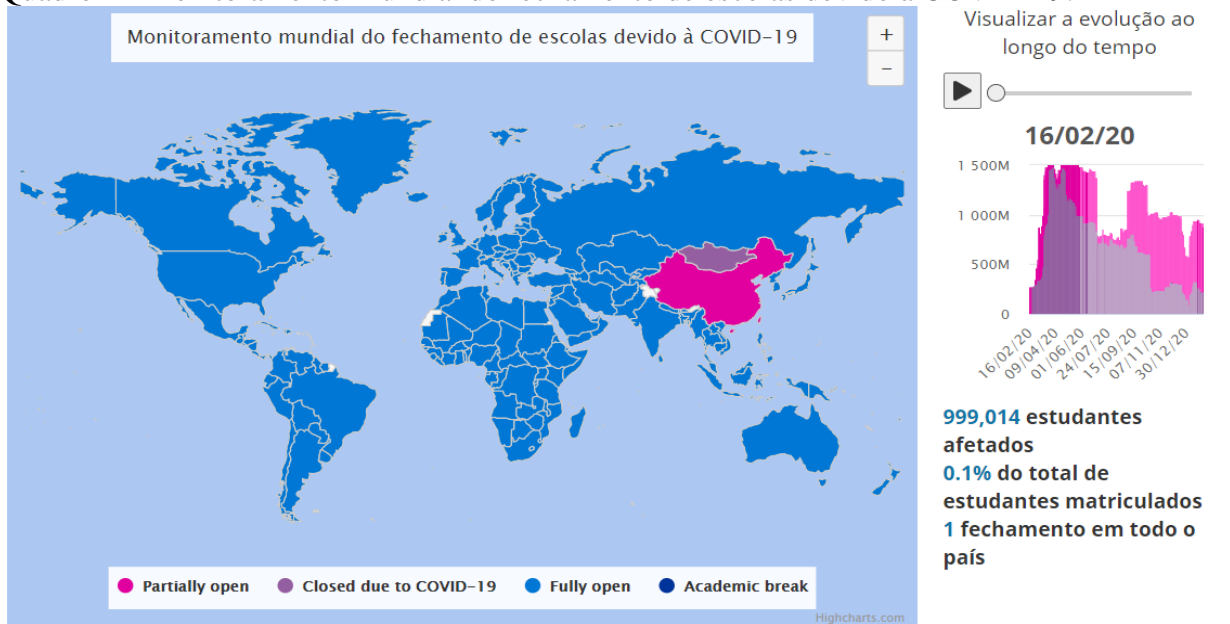 Monitoramento mundial do fechamento de escolas devido à COVID-19
+
−
Partially open
Closed due to COVID-19
Fully open
Academic break
Highcharts.com
Visualizar a evolução ao
longo do tempo
16/02/20
1 500M
1 000M
500M
0
16/02/20
09/04/20
01/06/20
24/07/20
15/09/20
07/11/20
30/12/20
999,014 estudantes
afetados
0.1% do total de
estudantes matriculados
1 fechamento em todo o
país